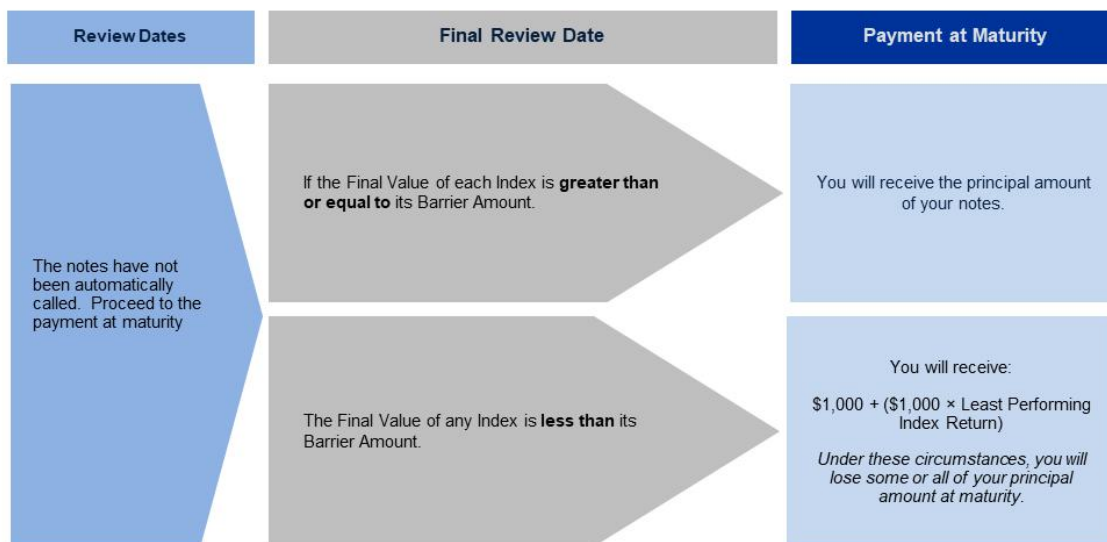 Review Dates
Final Review Date
Payment at Maturity
The notes have not
been automatically
called.  Proceed to the
payment at maturity
If the Final Value of each Index is greater than
or equal to its Barrier Amount.
You will receive the principal amount
of your notes.
The Final Value of any Index is less than its
Barrier Amount.
You will receive:
$1,000 + ($1,000 × Least Performing
Index Return)
Under these circumstances, you will
lose some or all of your principal
amount at maturity.